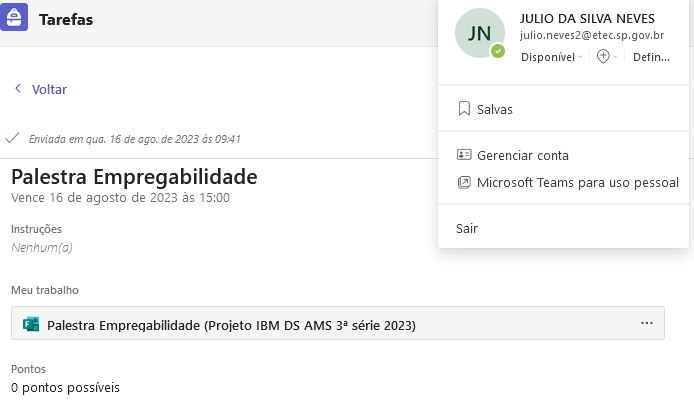 Tarefas
Voltar
Enviada em qua. 16 de ago. de 2023 às 09:41
Palestra Empregabilidade
Vence 16 de agosto de 2023 às 15:00
Instruções
Nenhum(a)
Meu trabalho
Palestra Empregabilidade (Projeto IBM DS AMS 3ª série 2023)
...
Pontos
0 pontos possíveis
JN
JULIO DA SILVA NEVES
julio.neves2@etec.sp.gov.br
Disponível Defin...
Salvas
Gerenciar conta
Microsoft Teams para uso pessoal
Sair